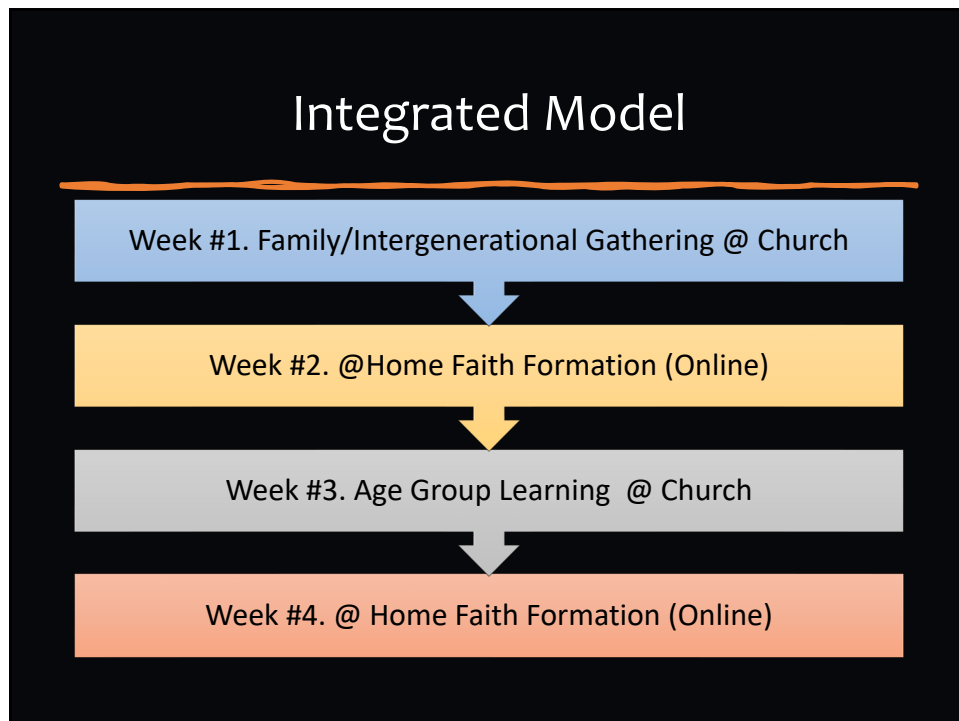 Integrated Model
Week #1. Family/Intergenerational Gathering @ Church
Week #2. @Home Faith Formation (Online)
Week #3. Age Group Learning  @ Church
Week #4. @ Home Faith Formation (Online)